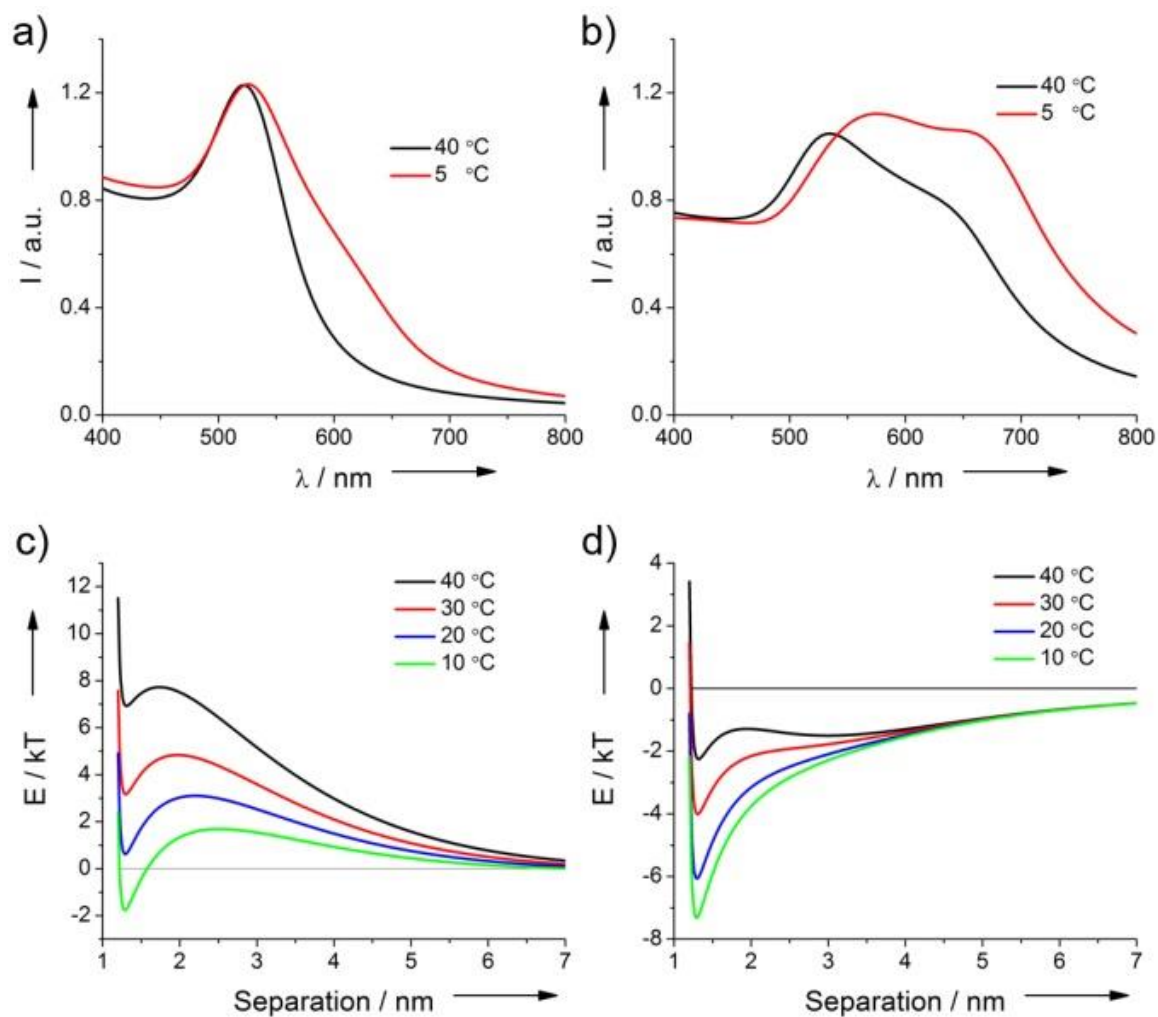 a)
I / a.u.
1.2
0.8
0.4
0.0
40 °C
5 °C
400 500 600 700 800
λ / nm
b)
I / a.u.
1.2
0.8
0.4
0.0
40 °C
5 °C
400 500 600 700 800
λ / nm
c)
E / kT
12
10
8
6
4
2
0
-2
40 °C
30 °C
20 °C
10 °C
1 2 3 4 5 6 7
Separation / nm
d)
E / kT
4
2
0
-2
-4
-6
-8
40 °C
30 °C
20 °C
10 °C
1 2 3 4 5 6 7
Separation / nm